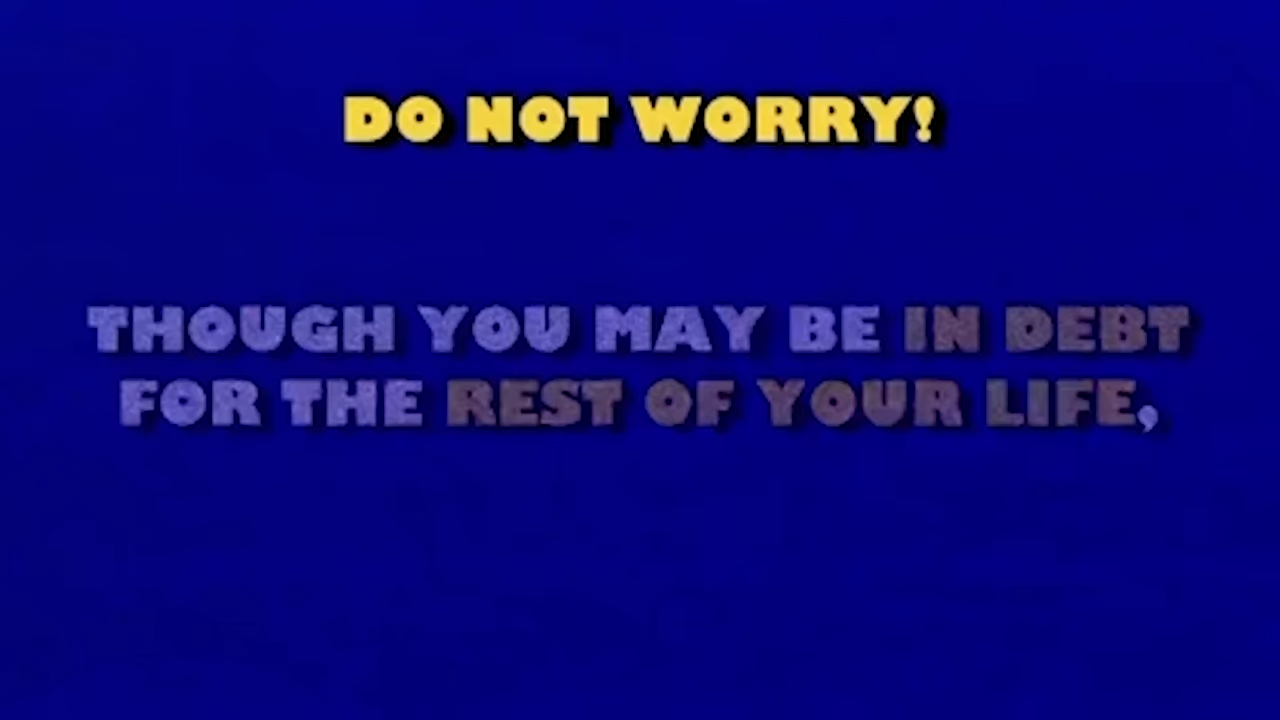 DO NOT WORRY!
THOUGH YOU MAY BE IN DEBT
FOR THE REST OF YOUR LIFE,